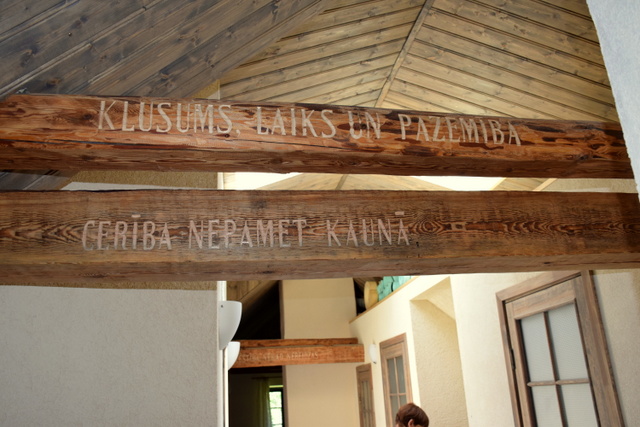 KLUSUMS, LAIKS UN PAZEMĪBA
CERĪBA NEPAMET KAUNĀ